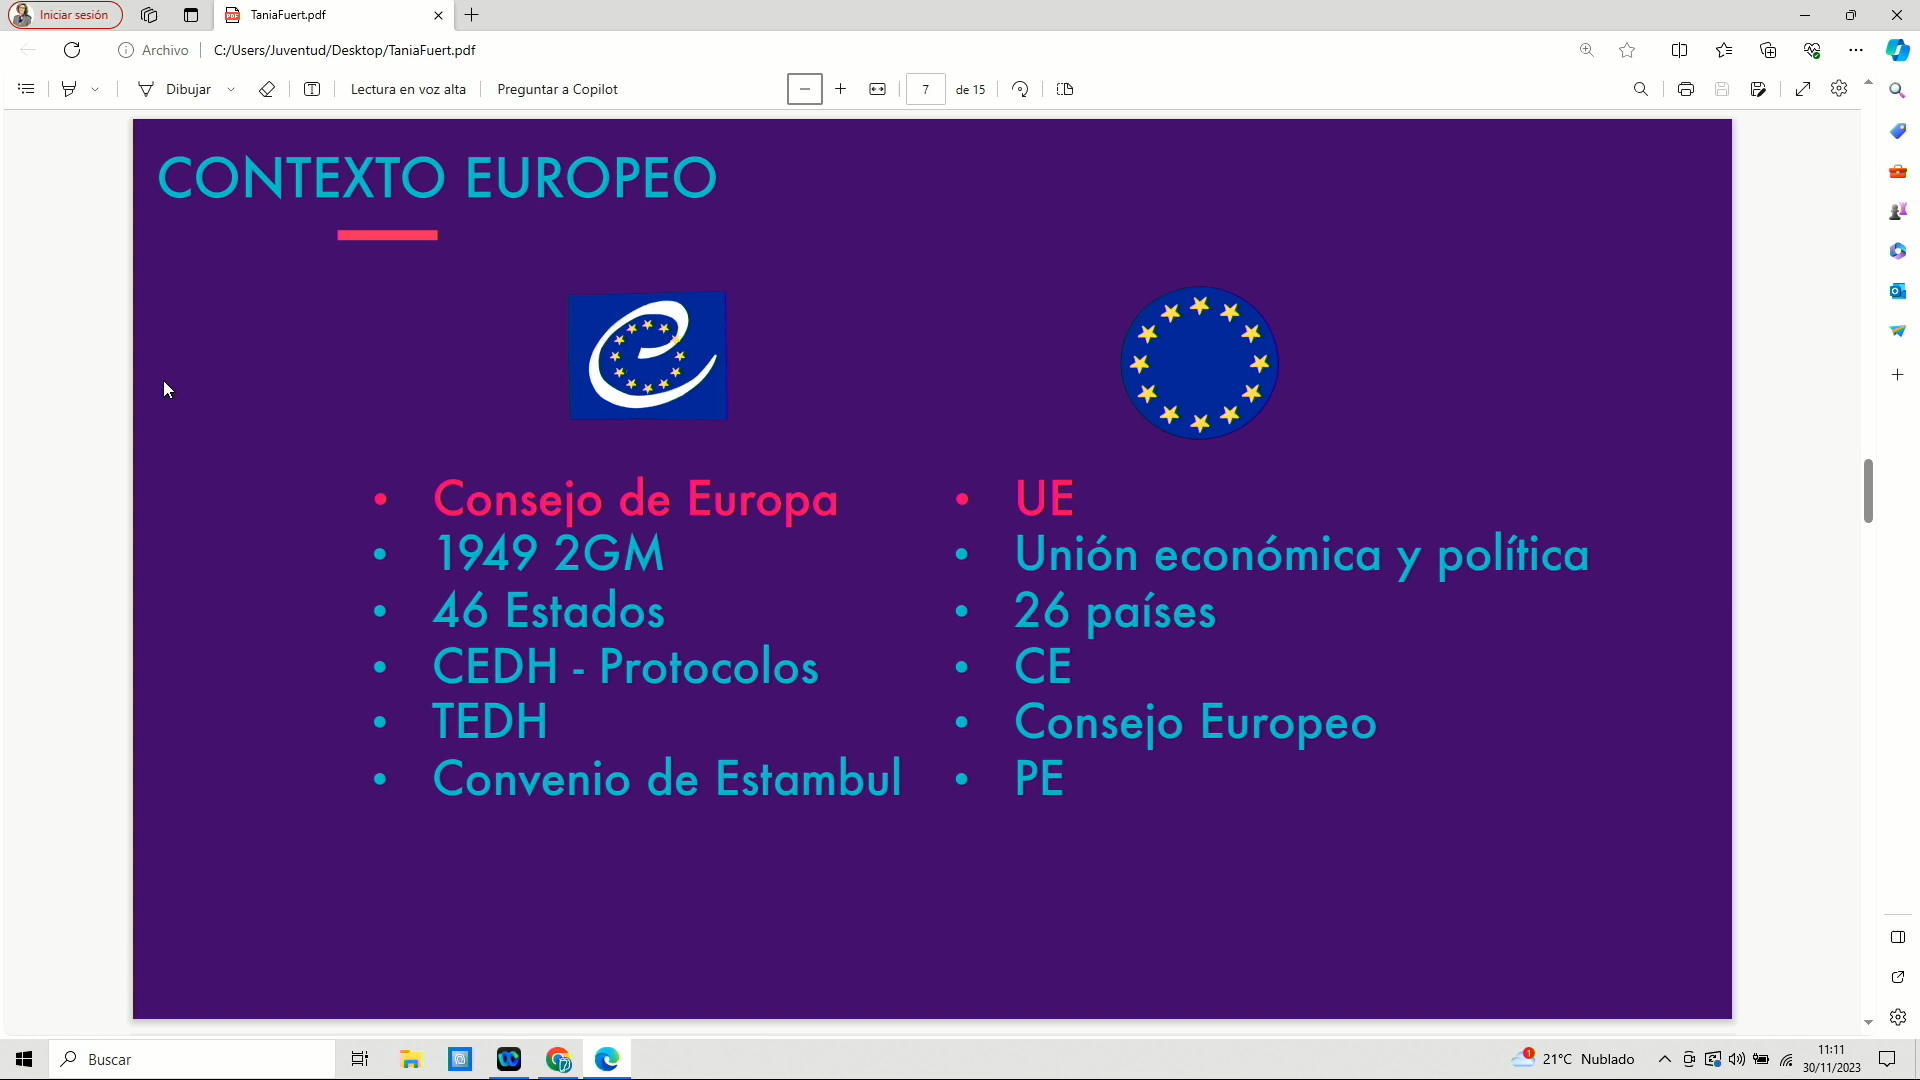 Iniciar sesión
TaniaFuert.pdf
Archivo
C:/Users/Juventud/Desktop/TaniaFuert.pdf
Dibujar
Lectura en voz alta
Preguntar a Copilot
7 de 15
CONTEXTO EUROPEO
• Consejo de Europa
• 1949 2GM
• 46 Estados
• CEDH - Protocolos
• TEDH
• Convenio de Estambul
• UE
• Unión económica y política
• 26 países
• CE
• Consejo Europeo
• PE
Buscar
1
21°C Nublado
11:11
30/11/2023